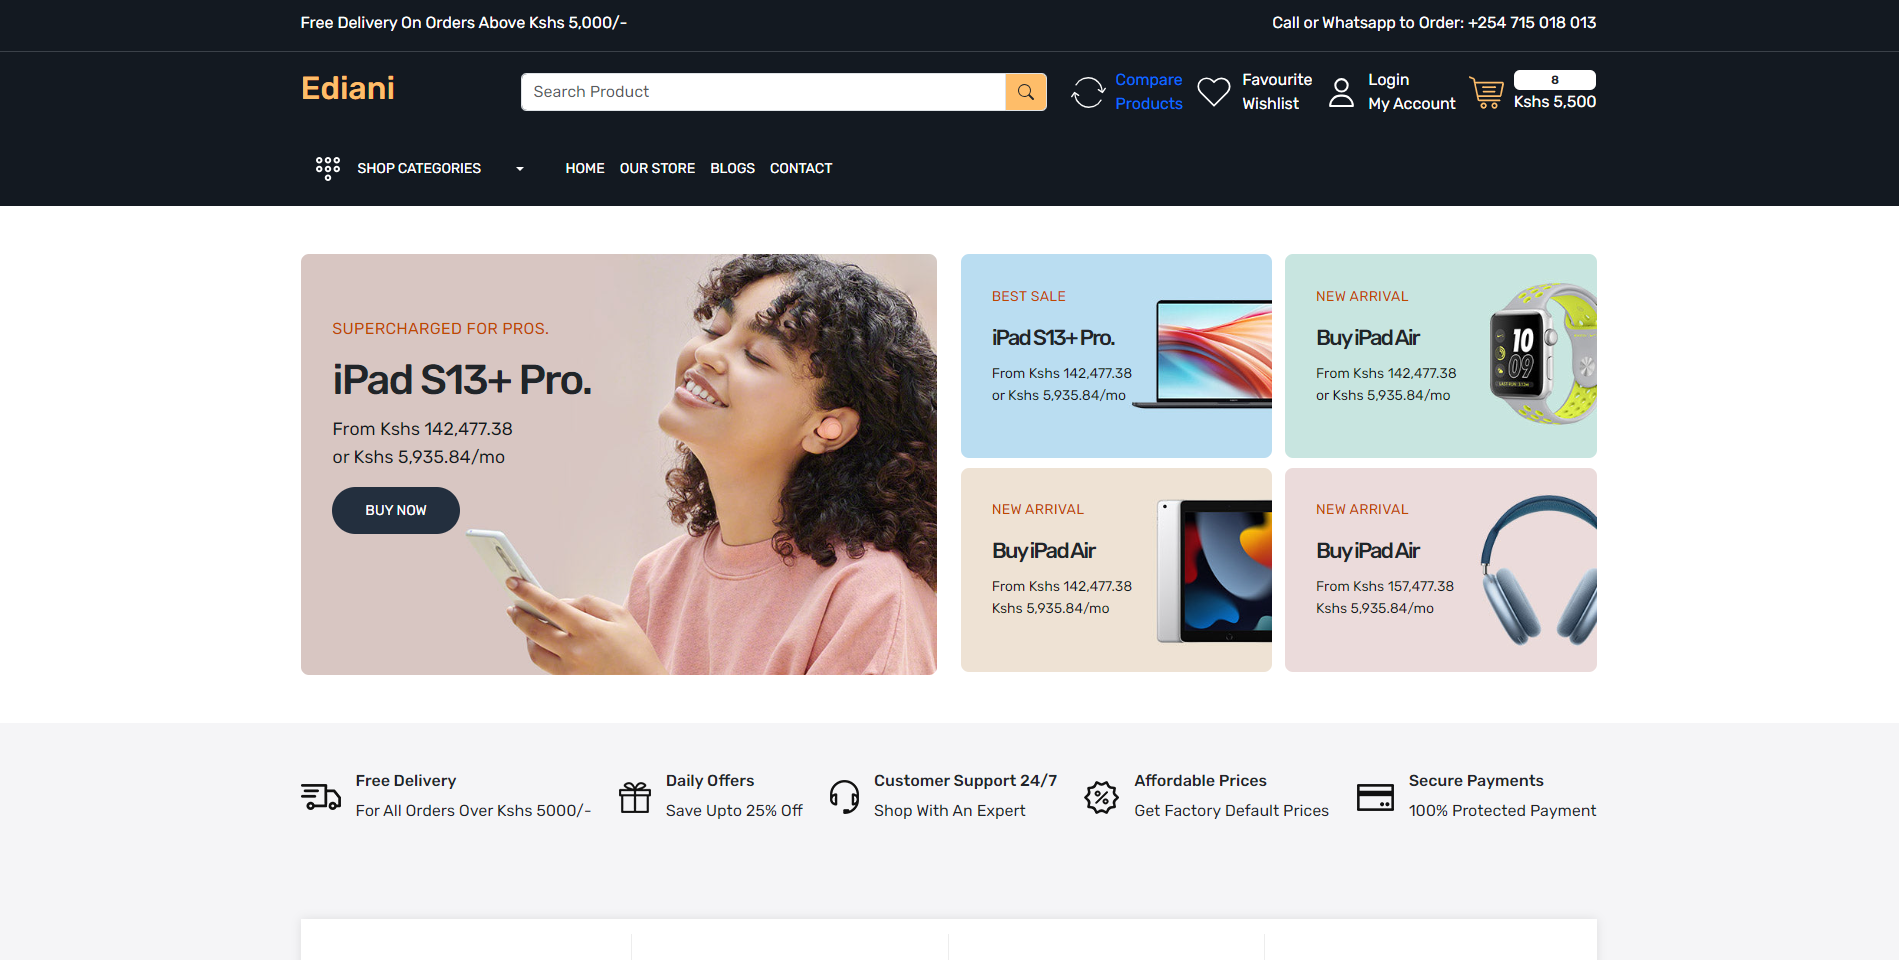 Free Delivery On Orders Above Kshs 5,000/-
Call or Whatsapp to Order: +254 715 018 013
Ediani
Search Product
Compare
Products
Favourite
Wishlist
Login
My Account
8
Kshs 5,500
SHOP CATEGORIES
HOME
OUR STORE
BLOGS
CONTACT
SUPERCHARGED FOR PROS.
iPad S13+ Pro.
From Kshs 142,477.38
or Kshs 5,935.84/mo
BUY NOW
BEST SALE
iPad S13+ Pro.
From Kshs 142,477.38
or Kshs 5,935.84/mo
NEW ARRIVAL
Buy iPad Air
From Kshs 142,477.38
or Kshs 5,935.84/mo
10
09
NEW ARRIVAL
Buy iPad Air
From Kshs 142,477.38
Kshs 5,935.84/mo
NEW ARRIVAL
Buy iPad Air
From Kshs 157,477.38
Kshs 5,935.84/mo
Free Delivery
For All Orders Over Kshs 5000/-
Daily Offers
Save Upto 25% Off
Customer Support 24/7
Shop With An Expert
Affordable Prices
Get Factory Default Prices
Secure Payments
100% Protected Payment